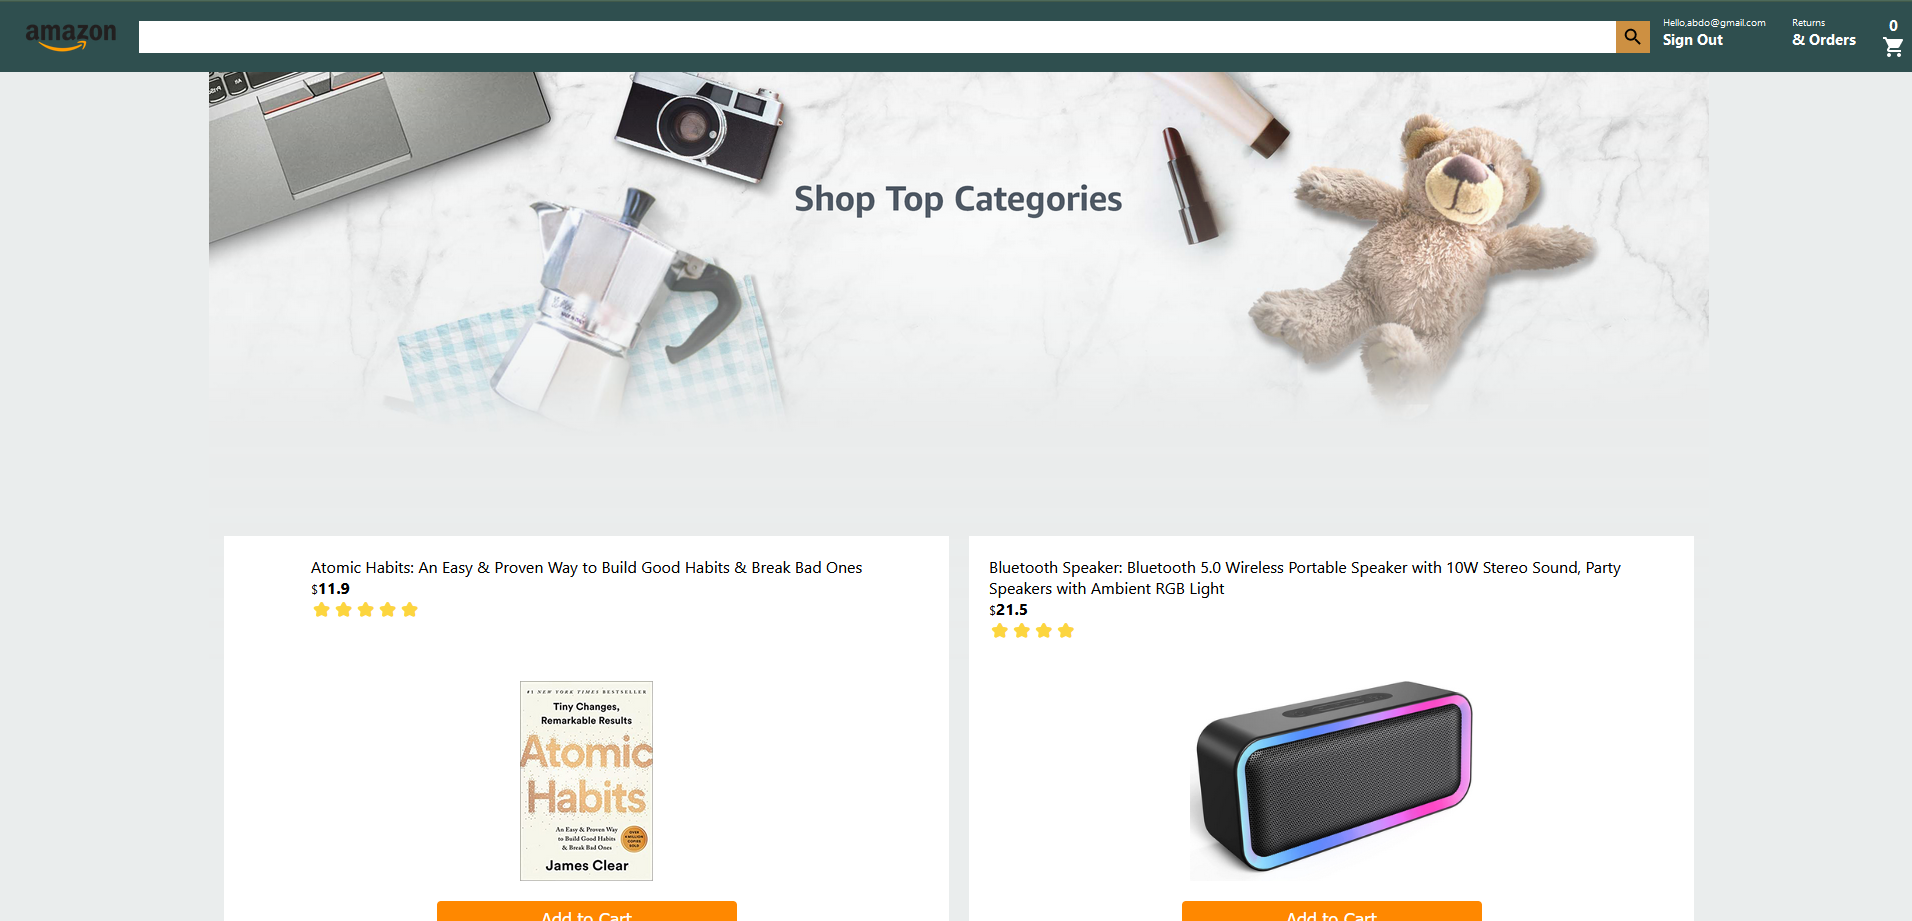 amazon
Hello,abdo@gmail.com
Sign Out
Returns
& Orders
0
Shop Top Categories
Atomic Habits: An Easy & Proven Way to Build Good Habits & Break Bad Ones
$11.9
#1 NEW YORK TIMES BESTSELLER
Tiny Changes,
Remarkable Results
Atomic
Habits
An Easy & Proven Way
to Build Good Habits
& Break Bad Ones
James Clear
Add to Cart
Bluetooth Speaker: Bluetooth 5.0 Wireless Portable Speaker with 10W Stereo Sound, Party
Speakers with Ambient RGB Light
$21.5
Add to Cart